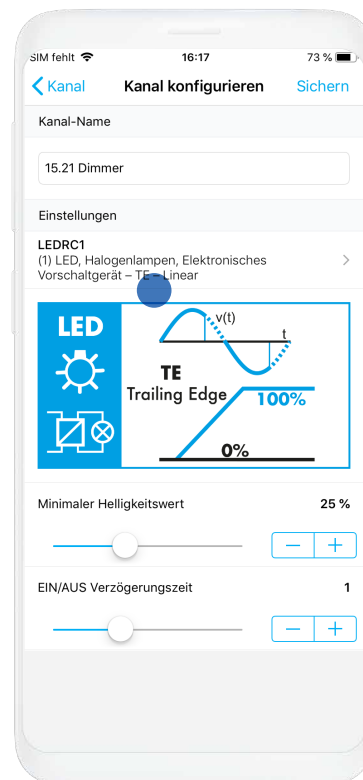 SIM fehlt 16:17 73 %
Kanal Kanal konfigurieren Sichern
Kanal-Name
15.21 Dimmer
Einstellungen
LEDRC1
(1) LED, Halogenlampen, Elektronisches
Vorschaltgerät – TE – Linear
LED
v(t)
t
TE
Trailing Edge
100%
0%
Minimaler Helligkeitswert 25 %
− +
EIN/AUS Verzögerungszeit 1
− +